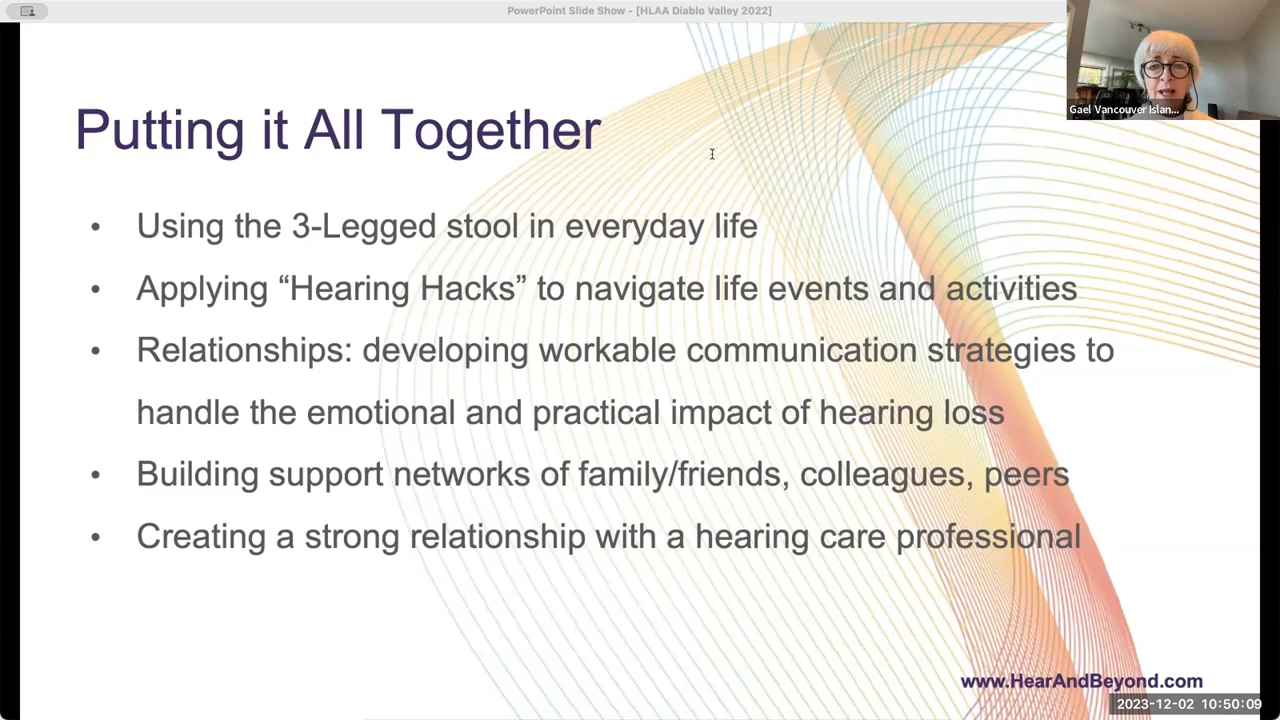 PowerPoint Slide Show - [HLAA Diablo Valley 2022]
Gael Vancouver Islan...
Putting it All Together
• Using the 3-Legged stool in everyday life
• Applying “Hearing Hacks” to navigate life events and activities
• Relationships: developing workable communication strategies to
handle the emotional and practical impact of hearing loss
• Building support networks of family/friends, colleagues, peers
• Creating a strong relationship with a hearing care professional
www.HearAndBeyond.com
2023-12-02 10:50:09